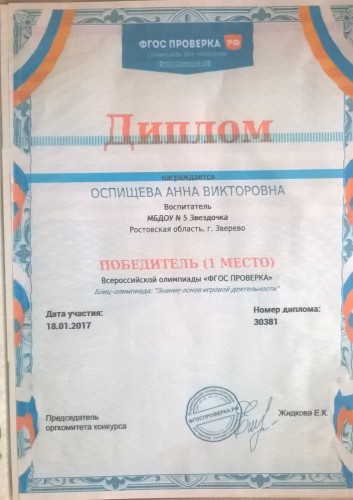 ФГОС ПРОВЕРКА РФ
Диплом
награждается
ОСПИЩЕВА АННА ВИКТОРОВНА
Воспитатель
МБДОУ N 5 Звездочка
Ростовская область, г. Зверево
ПОБЕДИТЕЛЬ (1 МЕСТО)
Всероссийской олимпиады «ФГОС ПРОВЕРКА»
Блиц-олимпиада: "Знание основ игровой деятельности"
Дата участия:
18.01.2017
Номер диплома:
30381
Председатель
оргкомитета конкурса
ФГОСПРОВЕРКА.РФ
Жидкова Е.К.